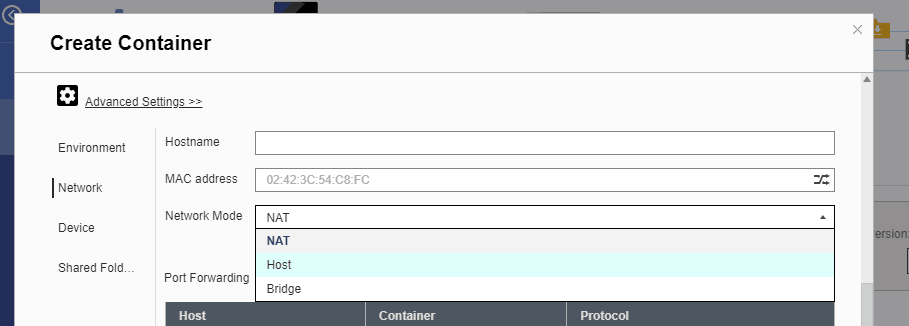 Create Container
Advanced Settings >>
Environment
Network
Device
Shared Fold...
Hostname
MAC address 02:42:3C:54:C8:FC
Network Mode NAT
NAT
Host
Bridge
Port Forwarding
Host Container Protocol
ersion: